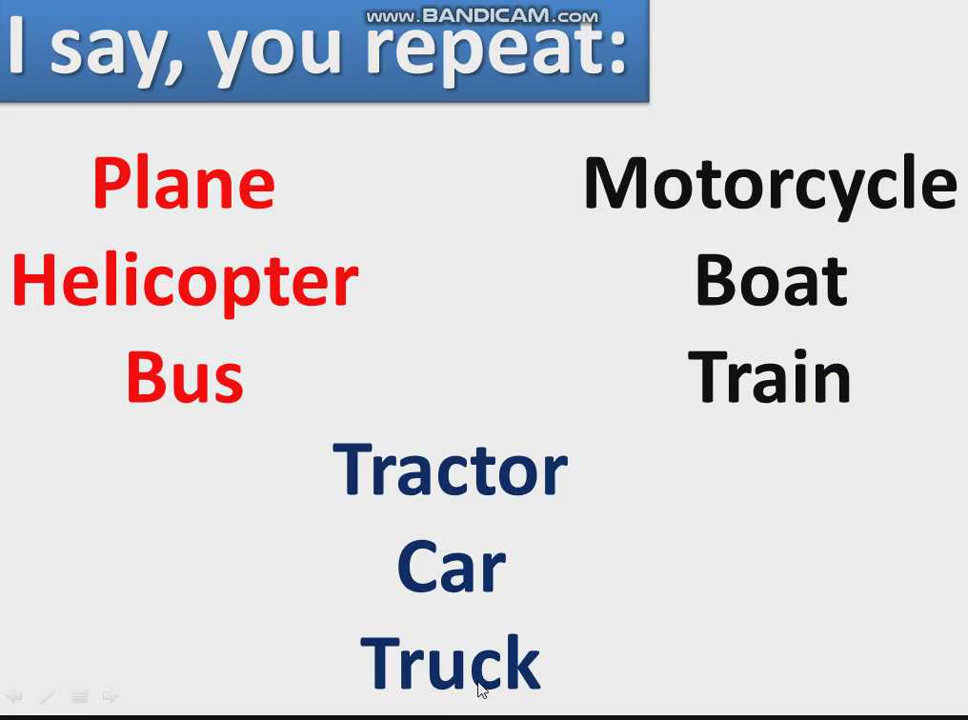 www.BANDICAM.com
I say, you repeat:
Plane
Helicopter
Bus
Motorcycle
Boat
Train
Tractor
Car
Truck